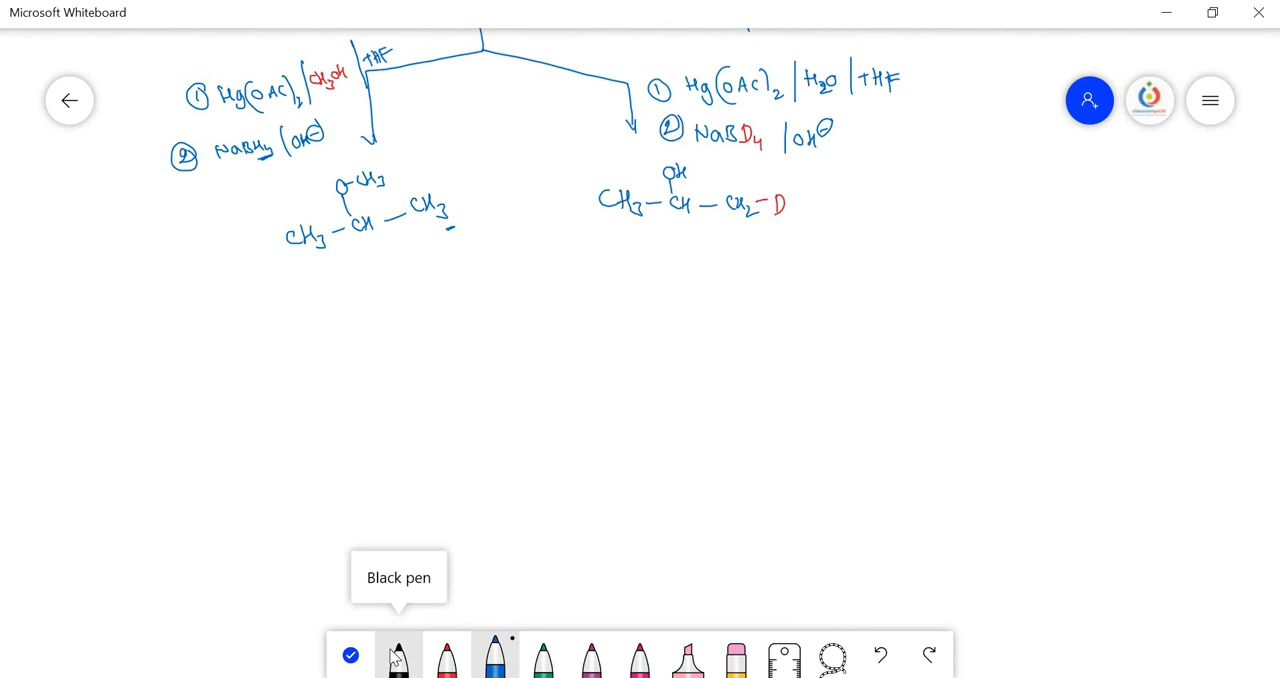 Microsoft Whiteboard
① Hg(OAc)₂ | CH₃OH | THF
② NaBH₄ | OH⊖
O-CH₃
CH₃ - CH - CH₃
① Hg(OAc)₂ | H₂O | THF
② NaBD₄ | OH⊖
OH
CH₃ - CH - CH₂ - D
Black pen